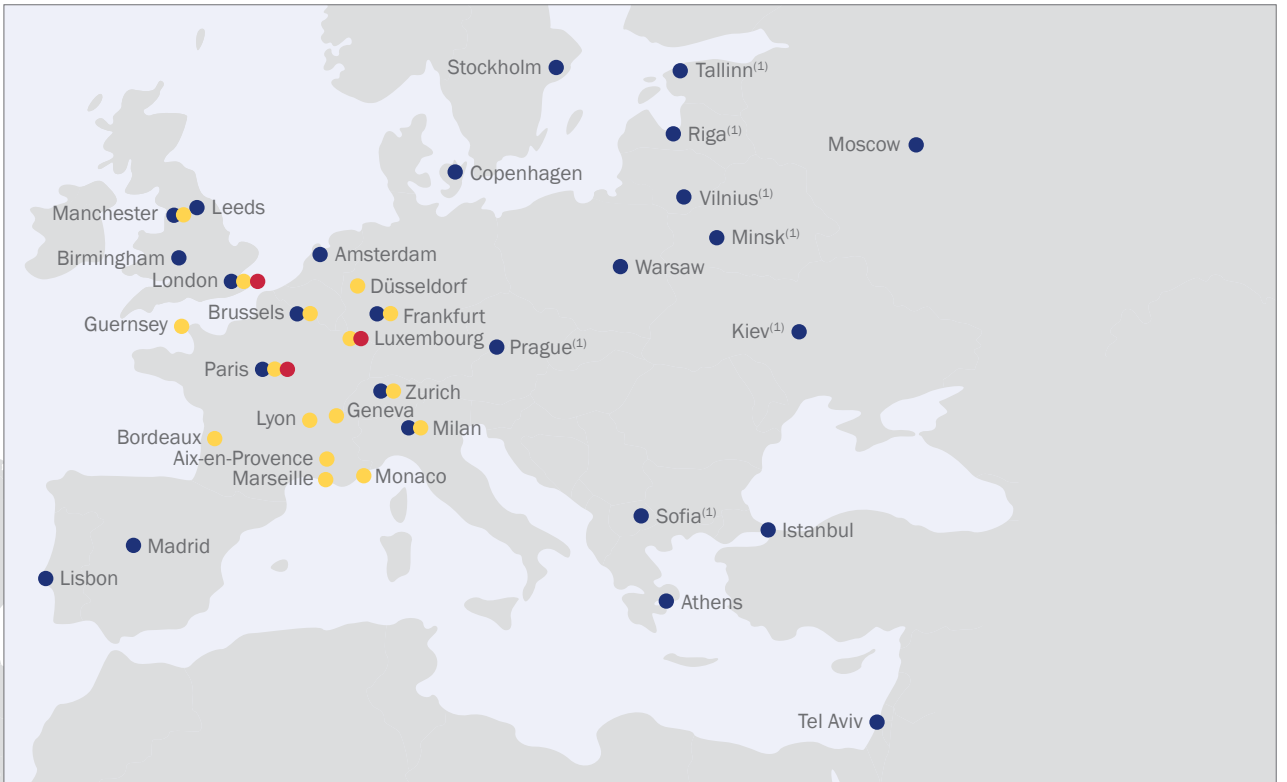 Stockholm
Tallinn(1)
Riga(1)
Moscow
Copenhagen
Vilnius(1)
Manchester
Leeds
Minsk(1)
Birmingham
Amsterdam
Warsaw
London
Düsseldorf
Brussels
Frankfurt
Guernsey
Kiev(1)
Luxembourg
Prague(1)
Paris
Zurich
Geneva
Lyon
Milan
Bordeaux
Aix-en-Provence
Marseille
Monaco
Sofia(1)
Istanbul
Madrid
Lisbon
Athens
Tel Aviv